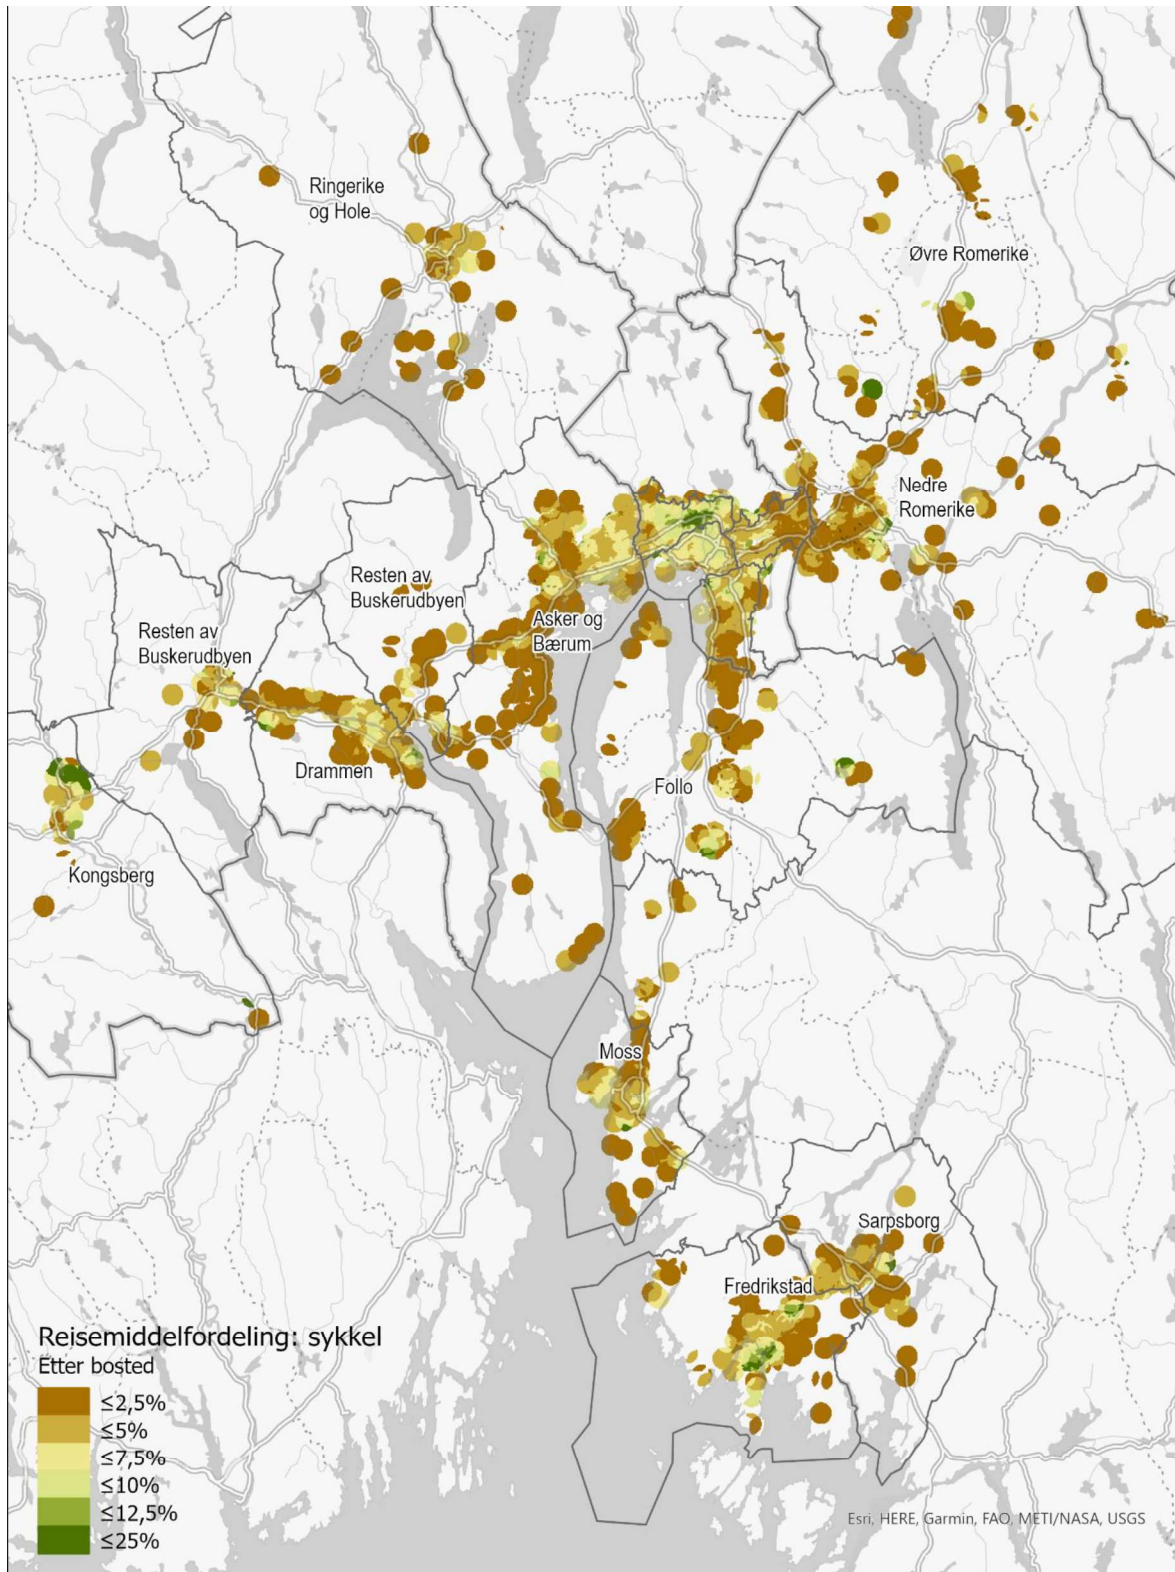 Ringerike
og Hole
Øvre Romerike
Nedre
Romerike
Resten av
Buskerudbyen
Asker og
Bærum
Resten av
Buskerudbyen
Drammen
Follo
Kongsberg
Moss
Sarpsborg
Fredrikstad
Reisemiddelfordeling: sykkel
Etter bosted
≤2,5%
≤5%
≤7,5%
≤10%
≤12,5%
≤25%
Esri, HERE, Garmin, FAO, METI/NASA, USGS